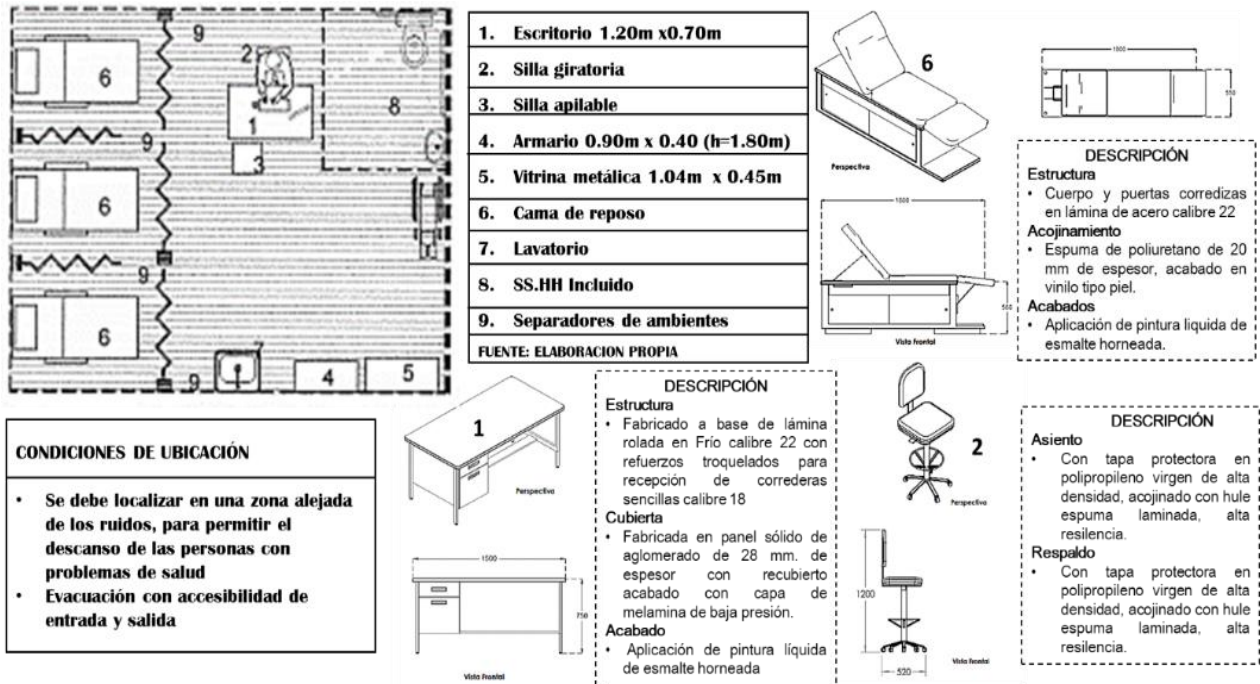 9
2
6
1
8
9
3
6
9
6
7
9
4
5
1. Escritorio 1.20m x0.70m
2. Silla giratoria
3. Silla apilable
4. Armario 0.90m x 0.40 (h=1.80m)
5. Vitrina metálica 1.04m x 0.45m
6. Cama de reposo
7. Lavatorio
8. SS.HH Incluido
9. Separadores de ambientes
FUENTE: ELABORACION PROPIA
6
Perspectiva
1800
Vista Frontal
1800
DESCRIPCIÓN
Estructura
• Cuerpo y puertas corredizas
en lámina de acero calibre 22
Acojinamiento
• Espuma de poliuretano de 20
mm de espesor, acabado en
vinilo tipo piel.
Acabados
• Aplicación de pintura liquida de
esmalte horneada.
CONDICIONES DE UBICACIÓN
• Se debe localizar en una zona alejada
de los ruidos, para permitir el
descanso de las personas con
problemas de salud
• Evacuación con accesibilidad de
entrada y salida
1
Perspectiva
1500
750
Vista Frontal
DESCRIPCIÓN
Estructura
• Fabricado a base de lámina
rolada en Frío calibre 22 con
refuerzos troquelados para
recepción de correderas
sencillas calibre 18
Cubierta
• Fabricada en panel sólido de
aglomerado de 28 mm. de
espesor con recubierto
acabado con capa de
melamina de baja presión.
Acabado
• Aplicación de pintura líquida
de esmalte horneada
2
Perspectiva
1200
520
Vista Frontal
DESCRIPCIÓN
Asiento
• Con tapa protectora en
polipropileno virgen de alta
densidad, acojinado con hule
espuma laminada, alta
resilencia.
Respaldo
• Con tapa protectora en
polipropileno virgen de alta
densidad, acojinado con hule
espuma laminada, alta
resilencia.